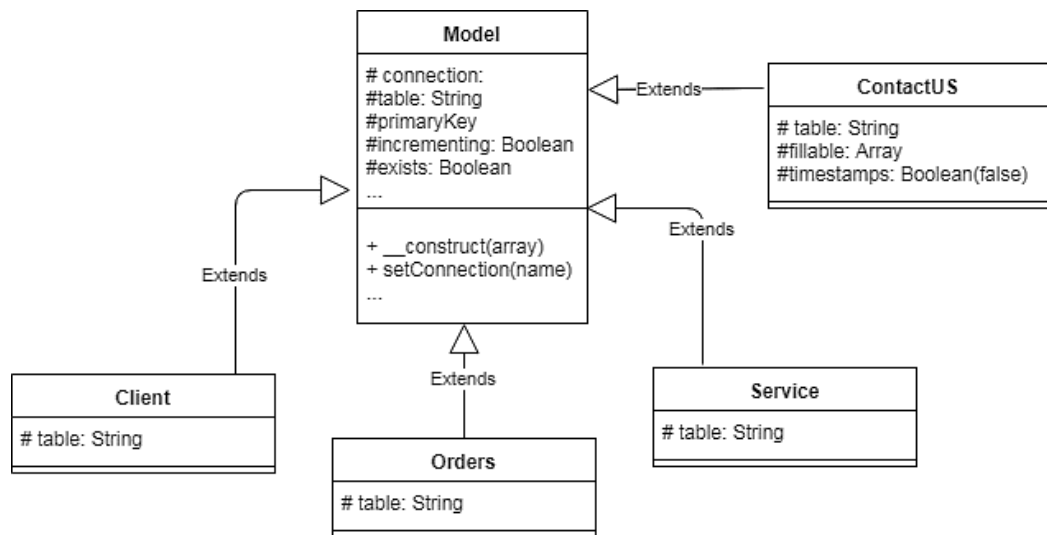 Model
# connection:
#table: String
#primaryKey
#incrementing: Boolean
#exists: Boolean
...
+ __construct(array)
+ setConnection(name)
...
Extends
ContactUS
# table: String
#fillable: Array
#timestamps: Boolean(false)
Extends
Extends
Extends
Client
# table: String
Orders
# table: String
Service
# table: String